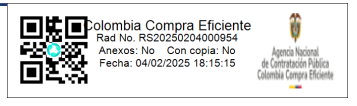 Colombia Compra Eficiente
Rad No. RS20250204000954
Anexos: No Con copia: No
Fecha: 04/02/2025 18:15:15
Agencia Nacional
de Contratación Pública
Colombia Compra Eficiente